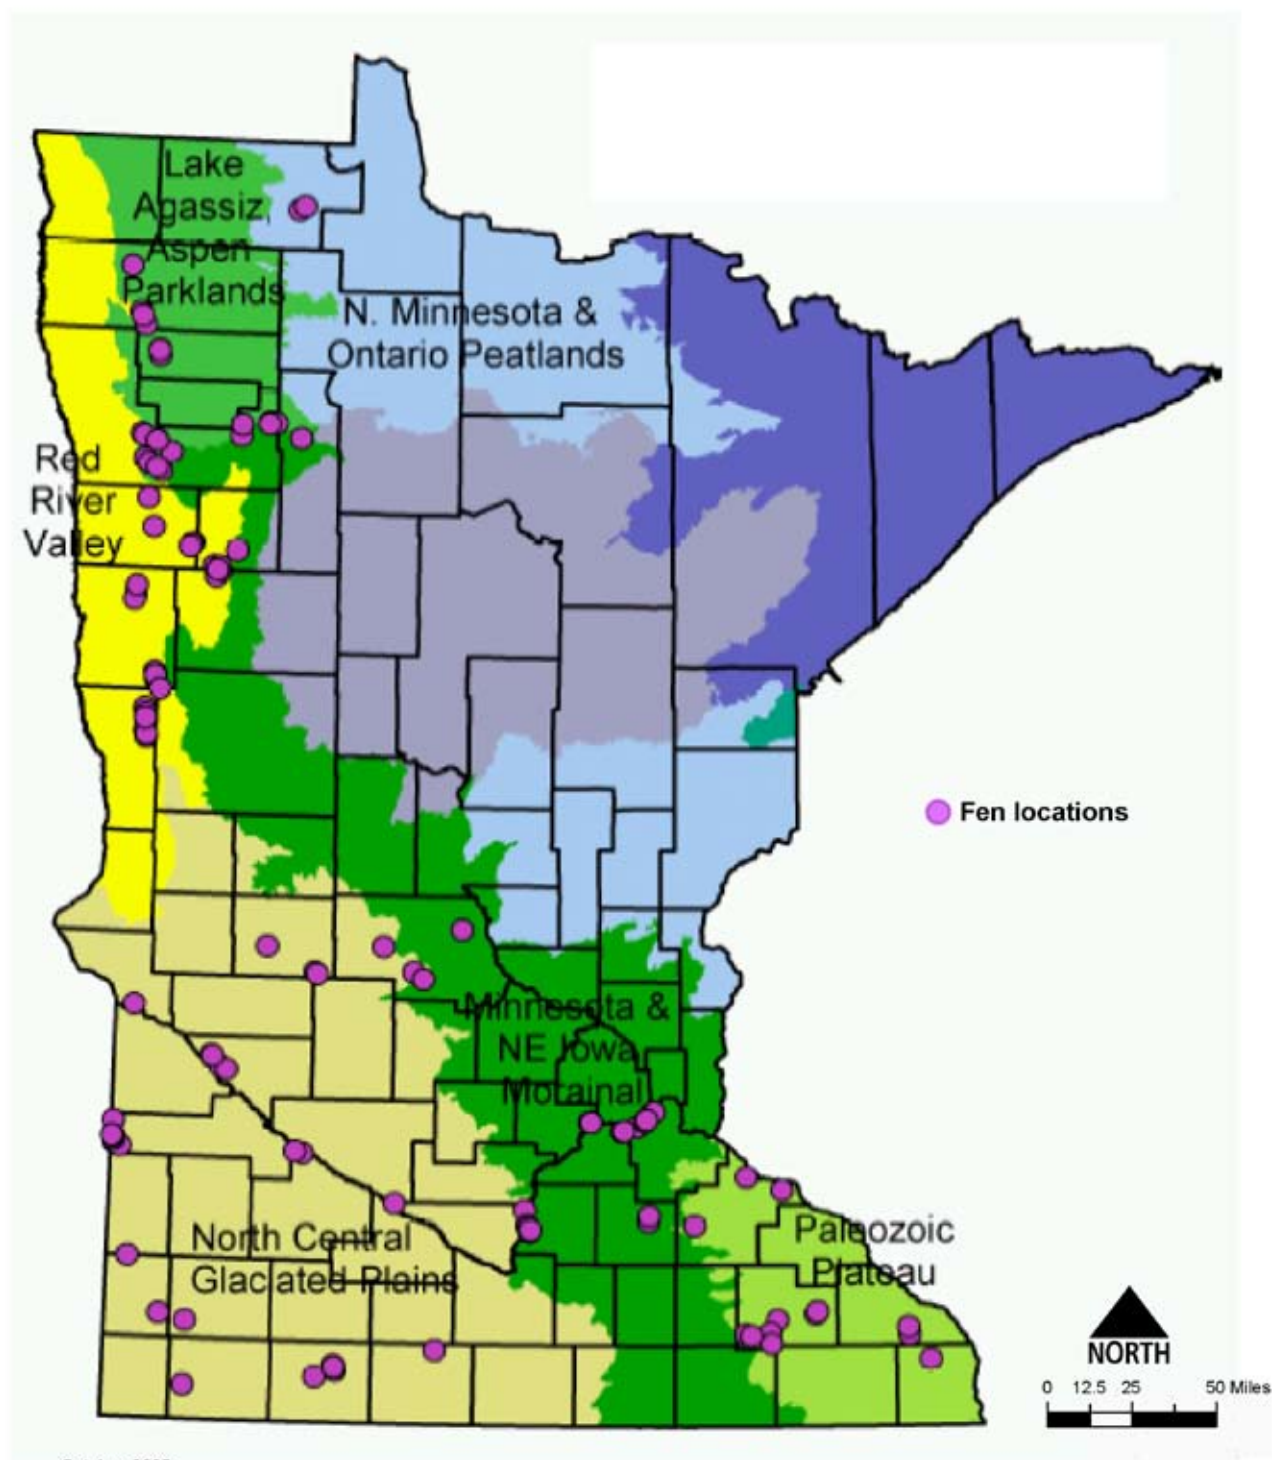 Lake
Agassiz,
Aspen
Parklands
N. Minnesota &
Ontario Peatlands
Red
River
Valley
Fen locations
Minnesota &
NE Iowa
Morainal
North Central
Glaciated Plains
Paleozoic
Plateau
NORTH
0 12.5 25 50 Miles